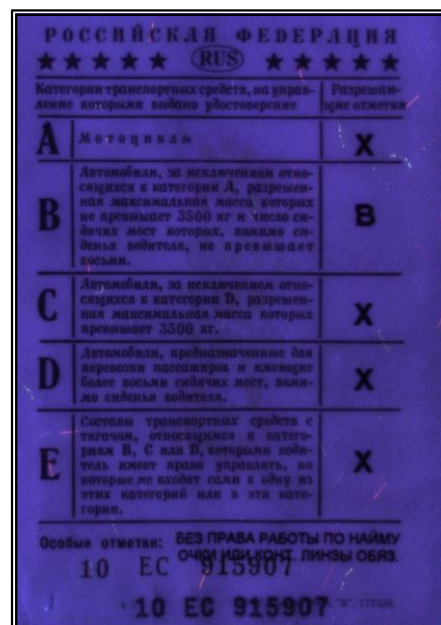 РОССИЙСКАЯ ФЕДЕРАЦИЯ
★★★★★ RUS ★★★★★
Категории транспортных средств, на управ-
ление которыми выдано удостоверение
Разрешаю-
щие отметки
A Мотоциклы X
Автомобили, за исключением отно-
сящихся к категории A, разрешен-
ная максимальная масса которых
B не превышает 3500 кг и число си- B
дячих мест которых, помимо си-
денья водителя, не превышает
восьми.
Автомобили, за исключением отно-
сящихся к категории D, разрешен-
C ная максимальная масса которых X
превышает 3500 кг.
Автомобили, предназначенные для
D перевозки пассажиров и имеющие X
более восьми сидячих мест, поми-
мо сиденья водителя.
Составы транспортных средств с
тягачом, относящимся к катего-
риям B, C или D, которыми води-
E тель имеет право управлять, но X
которые не входят сами в одну из
этих категорий или в эти кате-
гории.
Особые отметки: БЕЗ ПРАВА РАБОТЫ ПО НАЙМУ
ОЧКИ ИЛИ КОНТ. ЛИНЗЫ ОБЯЗ.
10 ЕС 915907
10 ЕС 915907